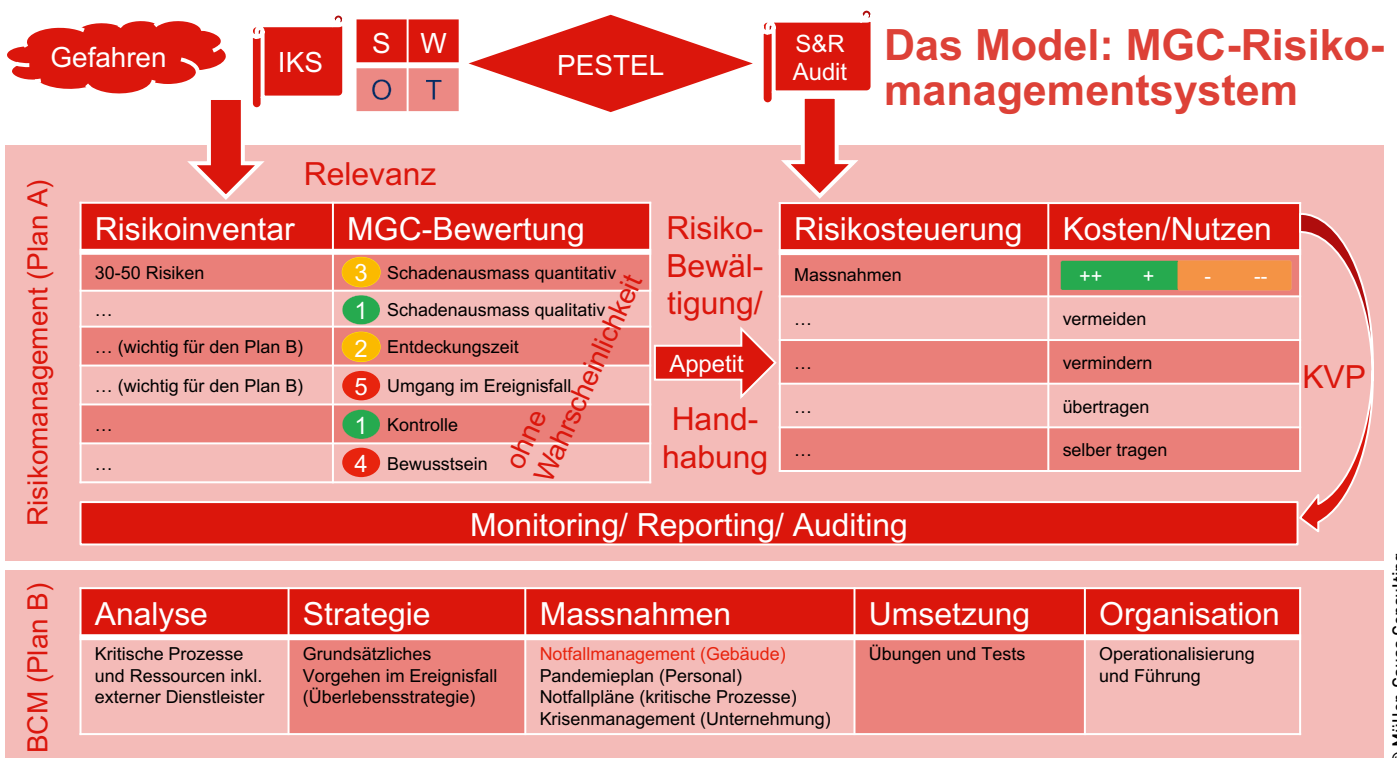 Gefahren
IKS
S W
O T
PESTEL
S&R
Audit
Das Model: MGC-Risiko-
managementsystem
Risikomanagement (Plan A)
Relevanz
Risikoinventar MGC-Bewertung
30-50 Risiken 3 Schadenausmass quantitativ
… 1 Schadenausmass qualitativ
… (wichtig für den Plan B) 2 Entdeckungszeit
… (wichtig für den Plan B) 5 Umgang im Ereignisfall
… 1 Kontrolle
… 4 Bewusstsein
ohne
Wahrscheinlichkeit
Risiko-
Bewäl-
tigung/
Appetit
Hand-
habung
Risikosteuerung Kosten/Nutzen
Massnahmen ++ + - --
… vermeiden
… vermindern
… übertragen
… selber tragen
KVP
Monitoring/ Reporting/ Auditing
BCM (Plan B)
Analyse Strategie Massnahmen Umsetzung Organisation
Kritische Prozesse
und Ressourcen inkl.
externer Dienstleister
Grundsätzliches
Vorgehen im Ereignisfall
(Überlebensstrategie)
Notfallmanagement (Gebäude)
Pandemieplan (Personal)
Notfallpläne (kritische Prozesse)
Krisenmanagement (Unternehmung)
Übungen und Tests
Operationalisierung
und Führung